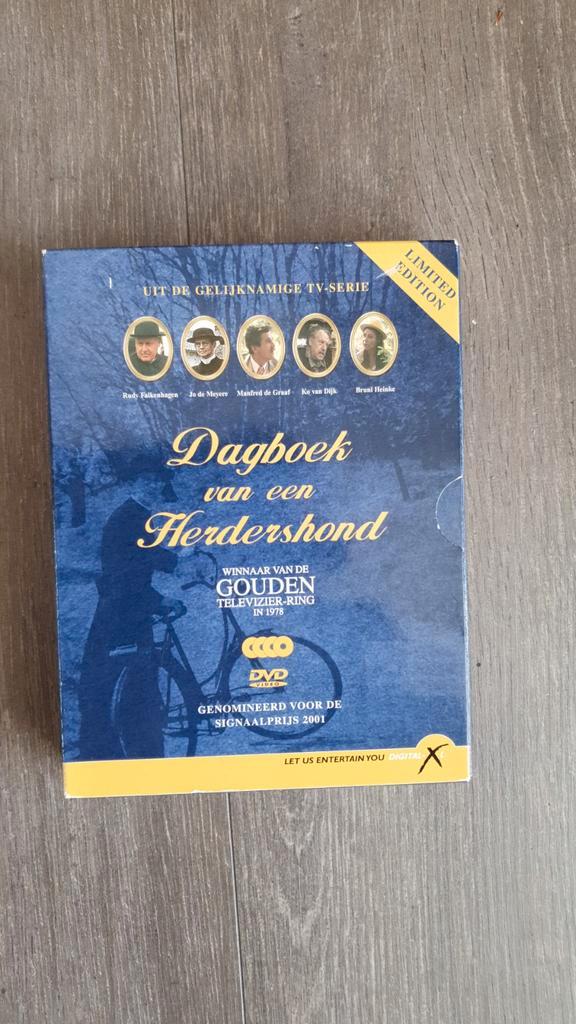 LIMITED
EDITION
UIT DE GELIJKNAMIGE TV-SERIE
Rudy Falkenhagen Jo de Meyere Manfred de Graaf Ko van Dijk Bruni Heinke
Dagboek
van een
Herdershond
WINNAAR VAN DE
GOUDEN
TELEVIZIER-RING
IN 1978
DVD
VIDEO
GENOMINEERD VOOR DE
SIGNAALPRIJS 2001
LET US ENTERTAIN YOU DIGITAL